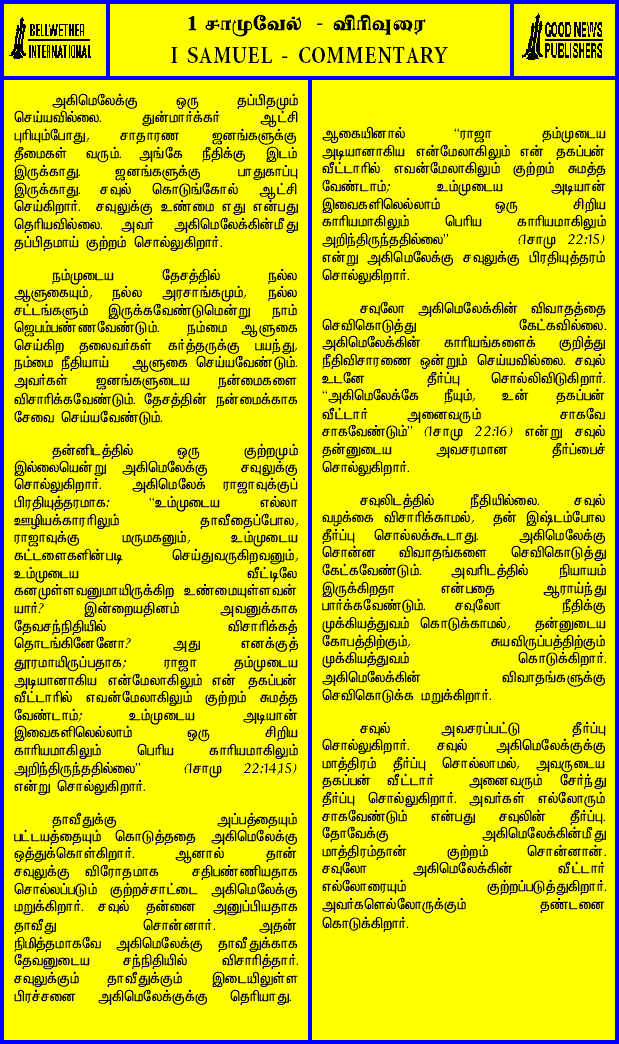 BELLWETHER
INTERNATIONAL
1 சாமுவேல் - விரிவுரை
I SAMUEL - COMMENTARY
GOOD NEWS
PUBLISHERS
அகிமெலேக்கு ஒரு தப்பிதமும்
செய்யவில்லை. துன்மார்க்கர் ஆட்சி
புரியும்போது, சாதாரண ஜனங்களுக்கு
தீமைகள் வரும். அங்கே நீதிக்கு இடம்
இருக்காது. ஜனங்களுக்கு பாதுகாப்பு
இருக்காது. சவுல் கொடுங்கோல் ஆட்சி
செய்கிறார். சவுலுக்கு உண்மை எது என்பது
தெரியவில்லை. அவர் அகிமெலேக்கின்மீது
தப்பிதமாய் குற்றம் சொல்லுகிறார்.
நம்முடைய தேசத்தில் நல்ல
ஆளுகையும், நல்ல அரசாங்கமும், நல்ல
சட்டங்களும் இருக்கவேண்டுமென்று நாம்
ஜெபம்பண்ணவேண்டும். நம்மை ஆளுகை
செய்கிற தலைவர்கள் கர்த்தருக்கு பயந்து,
நம்மை நீதியாய் ஆளுகை செய்யவேண்டும்.
அவர்கள் ஜனங்களுடைய நன்மைகளை
விசாரிக்கவேண்டும். தேசத்தின் நன்மைக்காக
சேவை செய்யவேண்டும்.
தன்னிடத்தில் ஒரு குற்றமும்
இல்லையென்று அகிமெலேக்கு சவுலுக்கு
சொல்லுகிறார். அகிமெலேக் ராஜாவுக்குப்
பிரதியுத்தரமாக: "உம்முடைய எல்லா
ஊழியக்காரரிலும் தாவீதைப்போல,
ராஜாவுக்கு மருமகனும், உம்முடைய
கட்டளைகளின்படி செய்துவருகிறவனும்,
உம்முடைய வீட்டிலே
கனமுள்ளவனுமாயிருக்கிற உண்மையுள்ளவன்
யார்? இன்றையதினம் அவனுக்காக
தேவசந்நிதியில் விசாரிக்கத்
தொடங்கினேனோ? அது எனக்குத்
தூரமாயிருப்பதாக; ராஜா தம்முடைய
அடியானாகிய என்மேலாகிலும் என் தகப்பன்
வீட்டாரில் எவன்மேலாகிலும் குற்றம் சுமத்த
வேண்டாம்; உம்முடைய அடியான்
இவைகளிலெல்லாம் ஒரு சிறிய
காரியமாகிலும் பெரிய காரியமாகிலும்
அறிந்திருந்ததில்லை" (1சாமு 22:14,15)
என்று சொல்லுகிறார்.
தாவீதுக்கு அப்பத்தையும்
பட்டயத்தையும் கொடுத்ததை அகிமெலேக்கு
ஒத்துக்கொள்கிறார். ஆனால் தான்
சவுலுக்கு விரோதமாக சதிபண்ணியதாக
சொல்லப்படும் குற்றச்சாட்டை அகிமெலேக்கு
மறுக்கிறார். சவுல் தன்னை அனுப்பியதாக
தாவீது சொன்னார். அதன்
நிமித்தமாகவே அகிமெலேக்கு தாவீதுக்காக
தேவனுடைய சந்நிதியில் விசாரித்தார்.
சவுலுக்கும் தாவீதுக்கும் இடையிலுள்ள
பிரச்சனை அகிமெலேக்குக்கு தெரியாது.
ஆகையினால் "ராஜா தம்முடைய
அடியானாகிய என்மேலாகிலும் என் தகப்பன்
வீட்டாரில் எவன்மேலாகிலும் குற்றம் சுமத்த
வேண்டாம்; உம்முடைய அடியான்
இவைகளிலெல்லாம் ஒரு சிறிய
காரியமாகிலும் பெரிய காரியமாகிலும்
அறிந்திருந்ததில்லை" (1சாமு 22:15)
என்று அகிமெலேக்கு சவுலுக்கு பிரதியுத்தரம்
சொல்லுகிறார்.
சவுலோ அகிமெலேக்கின் விவாதத்தை
செவிகொடுத்து கேட்கவில்லை.
அகிமெலேக்கின் காரியங்களைக் குறித்து
நீதிவிசாரணை ஒன்றும் செய்யவில்லை. சவுல்
உடனே தீர்ப்பு சொல்லிவிடுகிறார்.
"அகிமெலேக்கே நீயும், உன் தகப்பன்
வீட்டார் அனைவரும் சாகவே
சாகவேண்டும்" (1சாமு 22:16) என்று சவுல்
தன்னுடைய அவசரமான தீர்ப்பைச்
சொல்லுகிறார்.
சவுலிடத்தில் நீதியில்லை. சவுல்
வழக்கை விசாரிக்காமல், தன் இஷ்டம்போல
தீர்ப்பு சொல்லக்கூடாது. அகிமெலேக்கு
சொன்ன விவாதங்களை செவிகொடுத்து
கேட்கவேண்டும். அவரிடத்தில் நியாயம்
இருக்கிறதா என்பதை ஆராய்ந்து
பார்க்கவேண்டும். சவுலோ நீதிக்கு
முக்கியத்துவம் கொடுக்காமல், தன்னுடைய
கோபத்திற்கும், சுயவிருப்பத்திற்கும்
முக்கியத்துவம் கொடுக்கிறார்.
அகிமெலேக்கின் விவாதங்களுக்கு
செவிகொடுக்க மறுக்கிறார்.
சவுல் அவசரப்பட்டு தீர்ப்பு
சொல்லுகிறார். சவுல் அகிமெலேக்குக்கு
மாத்திரம் தீர்ப்பு சொல்லாமல், அவருடைய
தகப்பன் வீட்டார் அனைவரும் சேர்ந்து
தீர்ப்பு சொல்லுகிறார். அவர்கள் எல்லோரும்
சாகவேண்டும் என்பது சவுலின் தீர்ப்பு.
தோவேக்கு அகிமெலேக்கின்மீது
மாத்திரம்தான் குற்றம் சொன்னான்.
சவுலோ அகிமெலேக்கின் வீட்டார்
எல்லோரையும் குற்றப்படுத்துகிறார்.
அவர்களெல்லோருக்கும் தண்டனை
கொடுக்கிறார்.